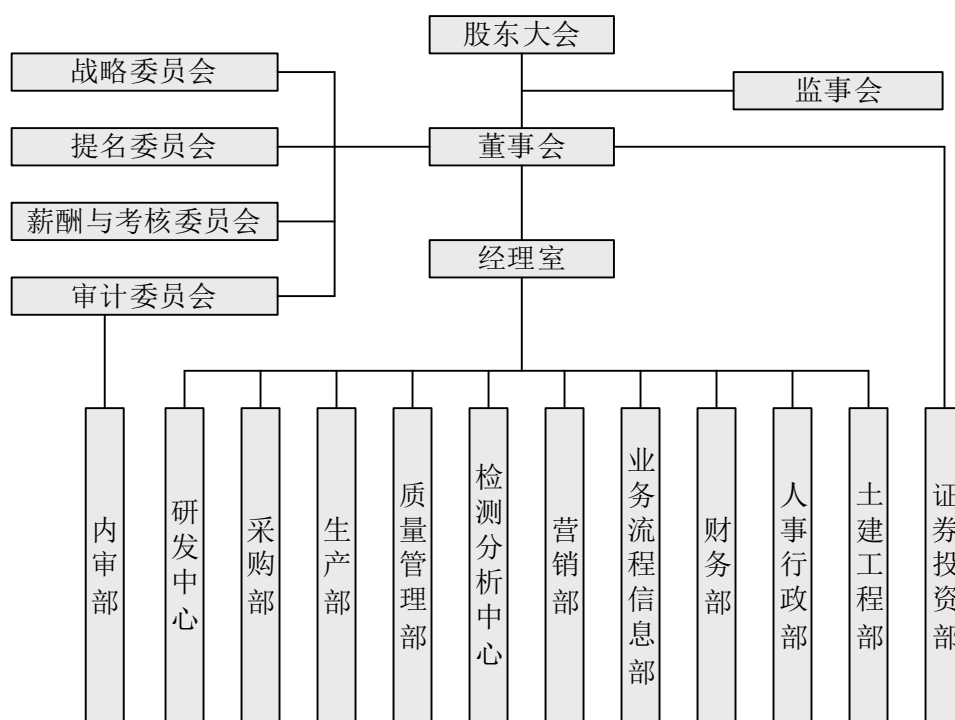 股东大会
战略委员会
监事会
提名委员会
董事会
薪酬与考核委员会
经理室
审计委员会
内审部
研发中心
采购部
生产部
质量管理部
检测分析中心
营销部
业务流程信息部
财务部
人事行政部
土建工程部
证券投资部